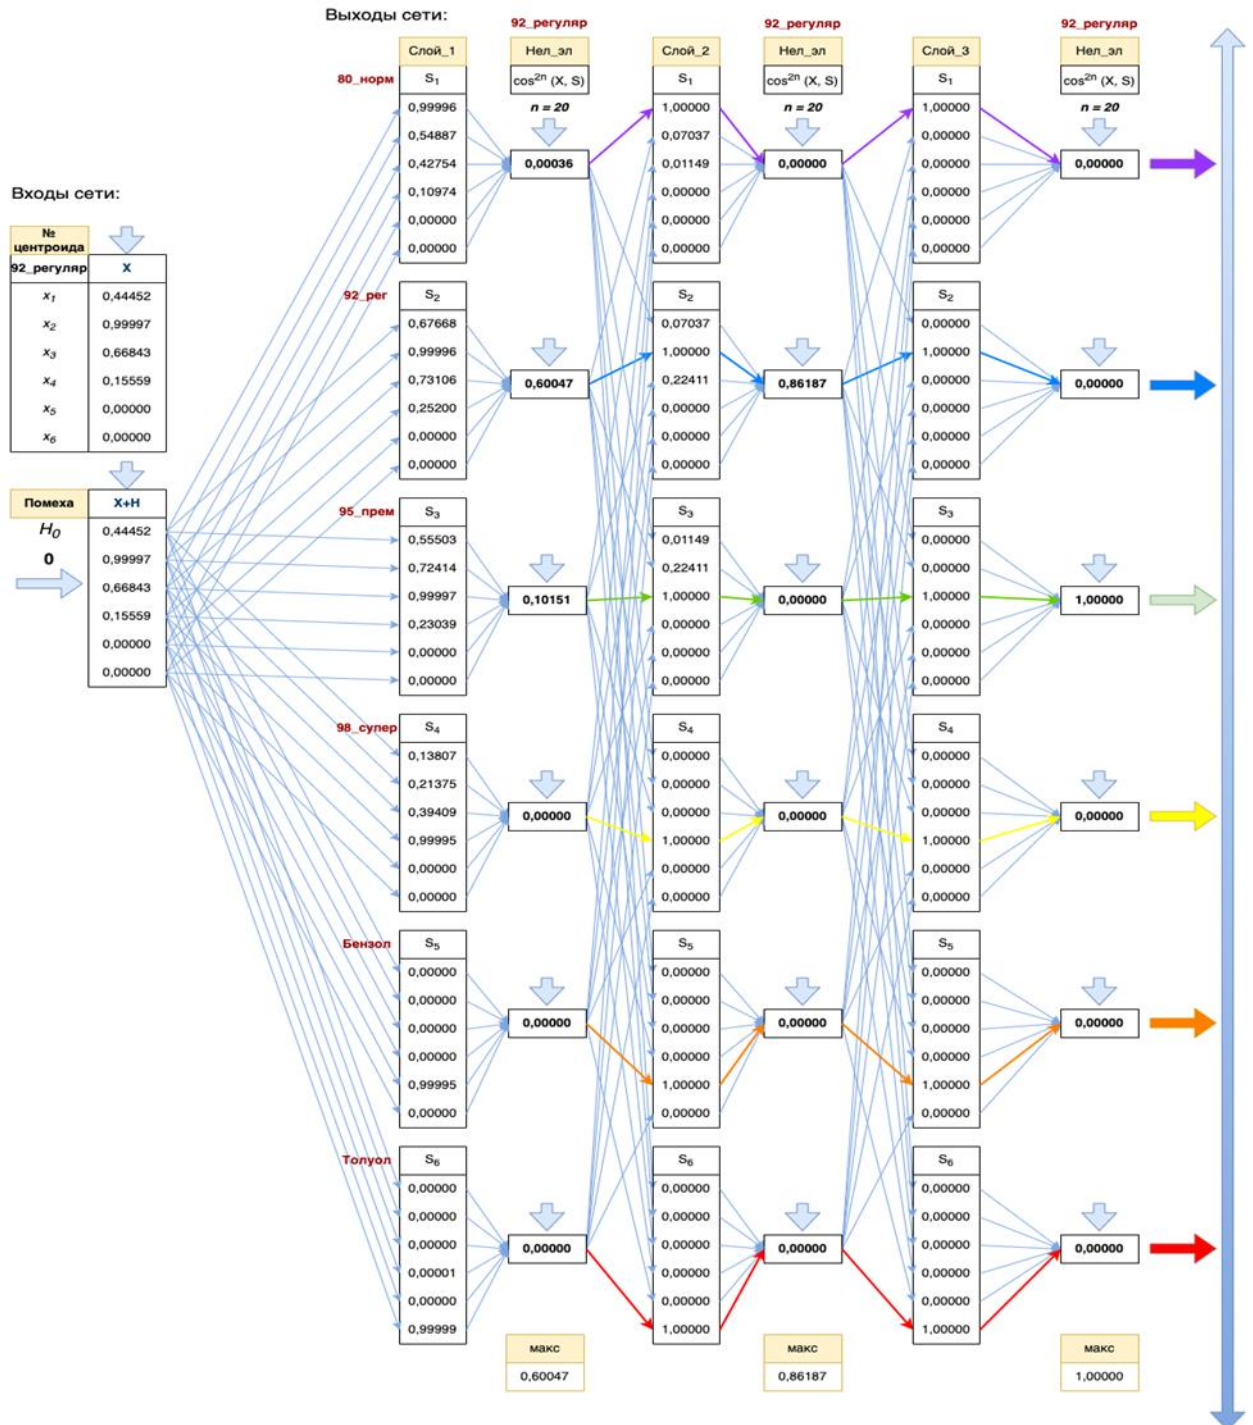 Выходы сети:
92_регуляр
92_регуляр
92_регуляр
Слой_1
Нел_эл
Слой_2
Нел_эл
Слой_3
Нел_эл
80_норм
S1
cos2n (X, S)
S1
cos2n (X, S)
S1
cos2n (X, S)
n = 20
n = 20
n = 20
0,99996
0,54887
0,42754
0,10974
0,00000
0,00000
0,00036
1,00000
0,07037
0,01149
0,00000
0,00000
0,00000
0,00000
1,00000
0,00000
0,00000
0,00000
0,00000
0,00000
0,00000
Входы сети:
№
центроида
92_регуляр
X
x1
0,44452
x2
0,99997
x3
0,66843
x4
0,15559
x5
0,00000
x6
0,00000
Помеха
X+H
H0
0
0,44452
0,99997
0,66843
0,15559
0,00000
0,00000
92_рег
S2
0,67668
0,99996
0,73106
0,25200
0,00000
0,00000
0,60047
S2
0,07037
1,00000
0,22411
0,00000
0,00000
0,00000
0,86187
S2
0,00000
1,00000
0,00000
0,00000
0,00000
0,00000
0,00000
95_прем
S3
0,55503
0,72414
0,99997
0,23039
0,00000
0,00000
0,10151
S3
0,01149
0,22411
1,00000
0,00000
0,00000
0,00000
0,00000
S3
0,00000
0,00000
1,00000
0,00000
0,00000
0,00000
1,00000
98_супер
S4
0,13807
0,21375
0,39409
0,99995
0,00000
0,00000
0,00000
S4
0,00000
0,00000
0,00000
1,00000
0,00000
0,00000
0,00000
S4
0,00000
0,00000
0,00000
1,00000
0,00000
0,00000
0,00000
Бензол
S5
0,00000
0,00000
0,00000
0,00000
0,99995
0,00000
0,00000
S5
0,00000
0,00000
0,00000
0,00000
1,00000
0,00000
0,00000
S5
0,00000
0,00000
0,00000
0,00000
1,00000
0,00000
0,00000
Толуол
S6
0,00000
0,00000
0,00000
0,00001
0,00000
0,99999
0,00000
S6
0,00000
0,00000
0,00000
0,00000
0,00000
1,00000
0,00000
S6
0,00000
0,00000
0,00000
0,00000
0,00000
1,00000
0,00000
макс
0,60047
макс
0,86187
макс
1,00000